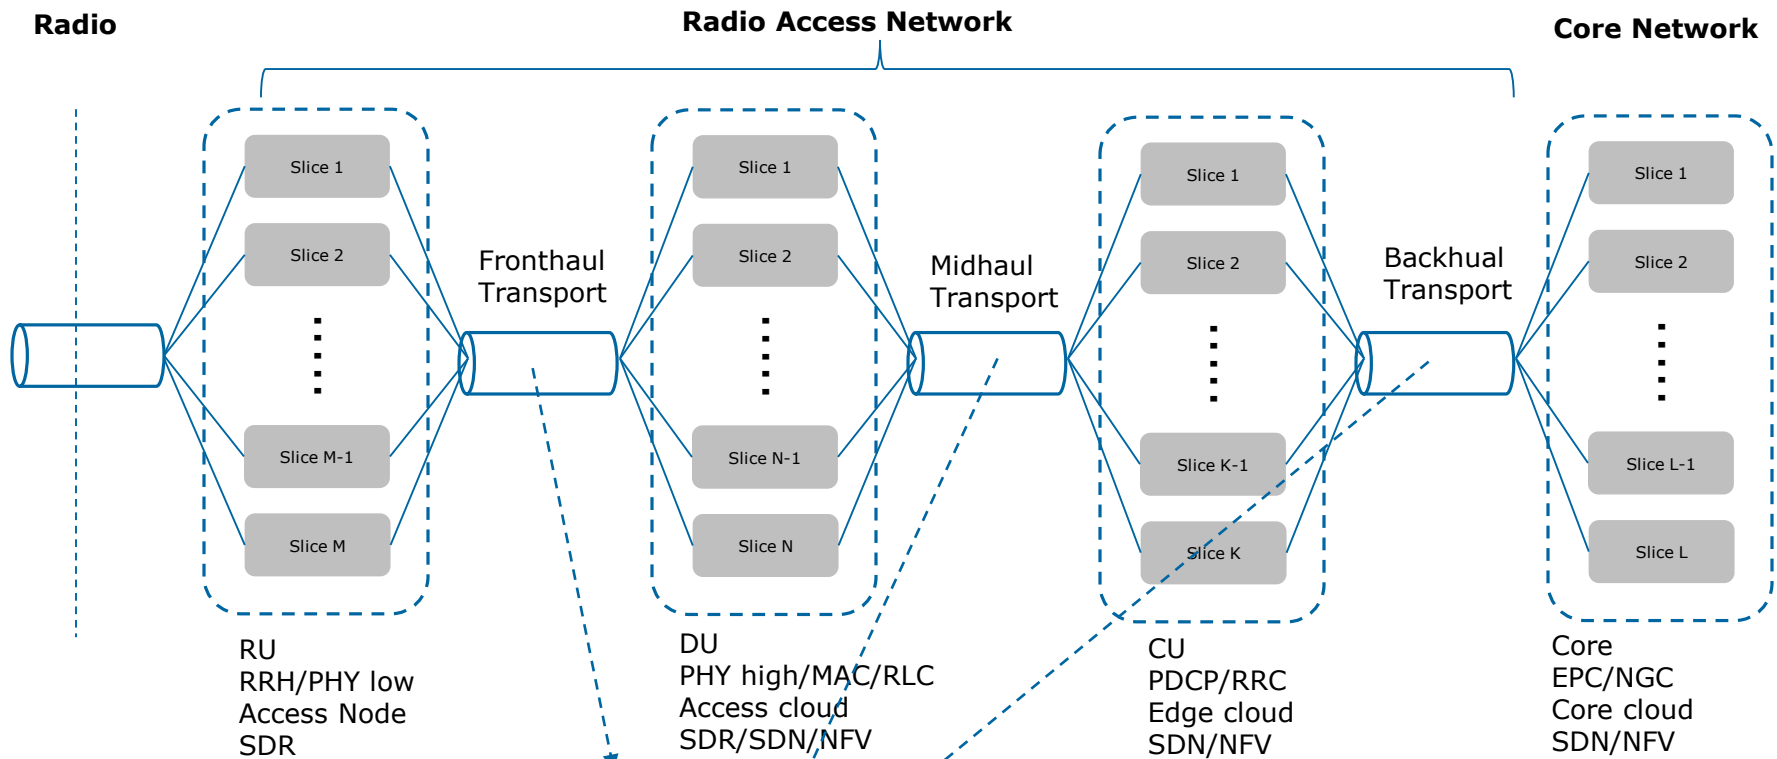 Radio
Radio Access Network
Core Network
Slice 1
Slice 2
Slice M-1
Slice M
Fronthaul
Transport
Slice 1
Slice 2
Slice N-1
Slice N
Midhaul
Transport
Slice 1
Slice 2
Slice K-1
Slice K
Backhual
Transport
Slice 1
Slice 2
Slice L-1
Slice L
RU
RRH/PHY low
Access Node
SDR
DU
PHY high/MAC/RLC
Access cloud
SDR/SDN/NFV
CU
PDCP/RRC
Edge cloud
SDN/NFV
Core
EPC/NGC
Core cloud
SDN/NFV